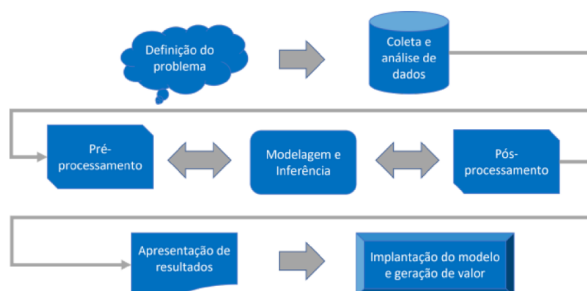 Definição do
problema
Coleta e
análise de
dados
Pré-
processamento
Modelagem e
Inferência
Pós-
processamento
Apresentação de
resultados
Implantação do modelo
e geração de valor